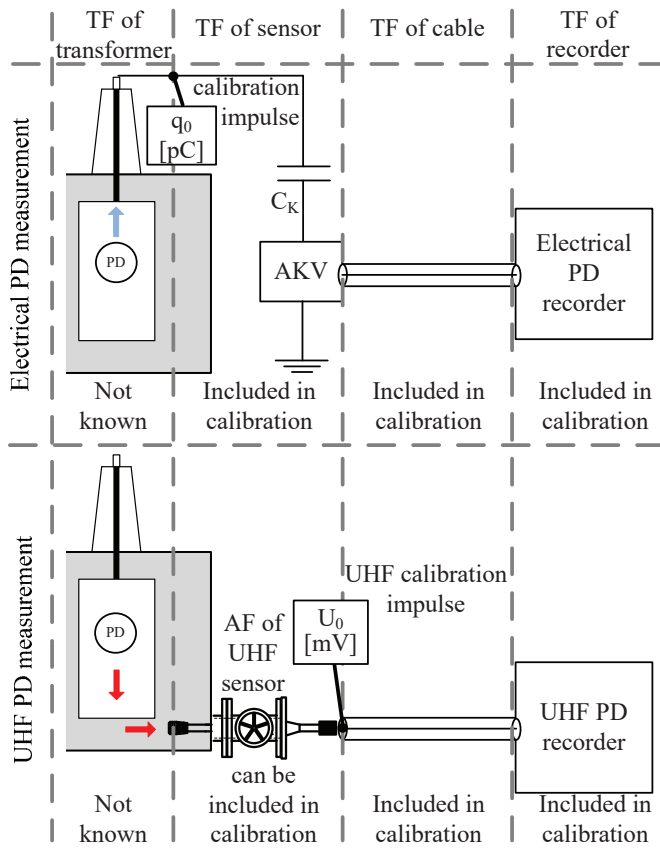 TF of
transformer
TF of sensor
TF of cable
TF of
recorder
Electrical PD measurement
calibration
impulse
q0
[pC]
CK
PD
AKV
Electrical
PD
recorder
Not
known
Included in
calibration
Included in
calibration
Included in
calibration
UHF PD measurement
UHF calibration
impulse
AF of
UHF
sensor
U0
[mV]
PD
UHF PD
recorder
can be
included in
calibration
Not
known
Included in
calibration
Included in
calibration